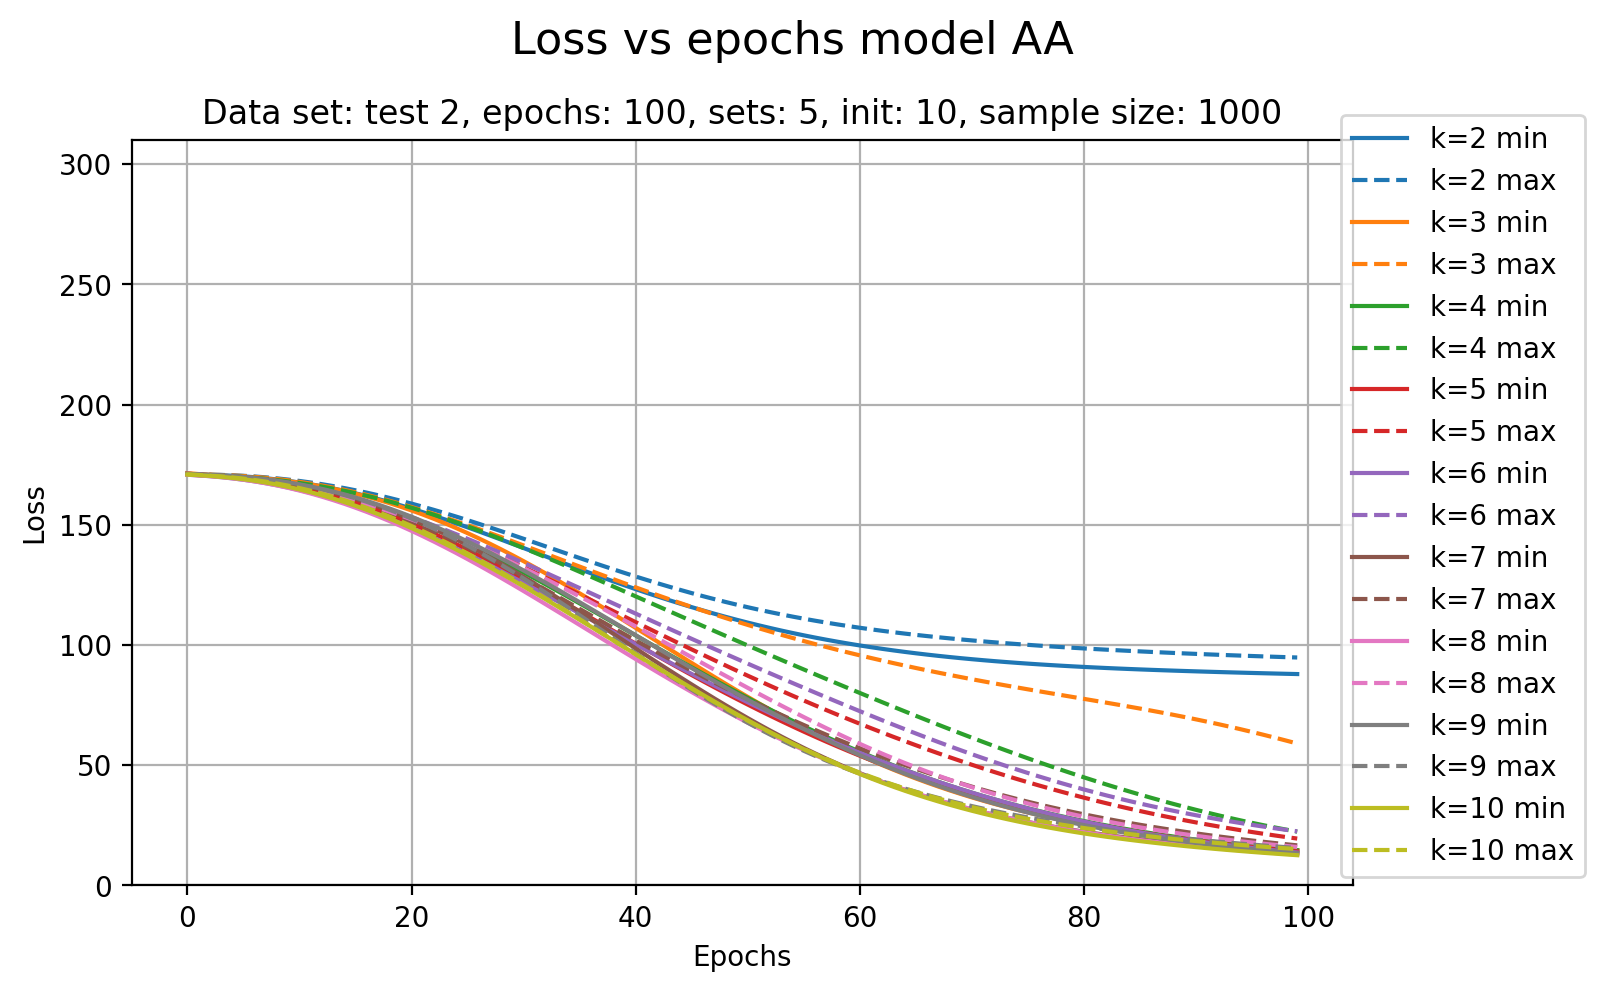 Loss vs epochs model AA
Data set: test 2, epochs: 100, sets: 5, init: 10, sample size: 1000
300
250
200
150
100
50
0
Loss
0 20 40 60 80 100
Epochs
k=2 min
k=2 max
k=3 min
k=3 max
k=4 min
k=4 max
k=5 min
k=5 max
k=6 min
k=6 max
k=7 min
k=7 max
k=8 min
k=8 max
k=9 min
k=9 max
k=10 min
k=10 max